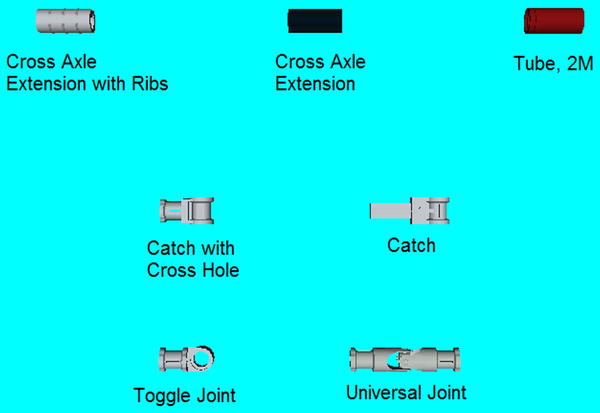 Cross Axle
Extension with Ribs
Cross Axle
Extension
Tube, 2M
Catch with
Cross Hole
Catch
Toggle Joint
Universal Joint